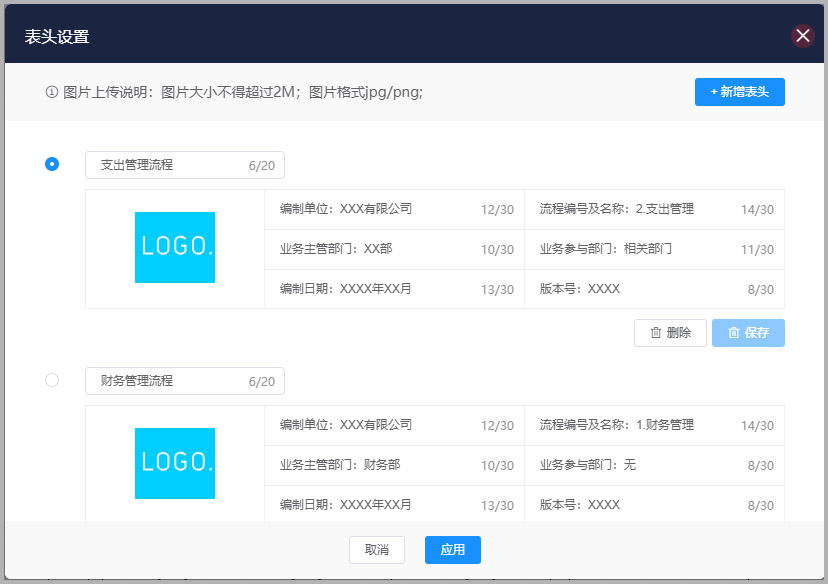 表头设置
① 图片上传说明：图片大小不得超过2M；图片格式jpg/png;
+ 新增表头
支出管理流程 6/20
LOGO.
编制单位：XXX有限公司 12/30
流程编号及名称：2.支出管理 14/30
业务主管部门：XX部 10/30
业务参与部门：相关部门 11/30
编制日期：XXXX年XX月 13/30
版本号：XXXX 8/30
删除
保存
财务管理流程 6/20
LOGO.
编制单位：XXX有限公司 12/30
流程编号及名称：1.财务管理 14/30
业务主管部门：财务部 10/30
业务参与部门：无 8/30
编制日期：XXXX年XX月 13/30
版本号：XXXX 8/30
取消
应用